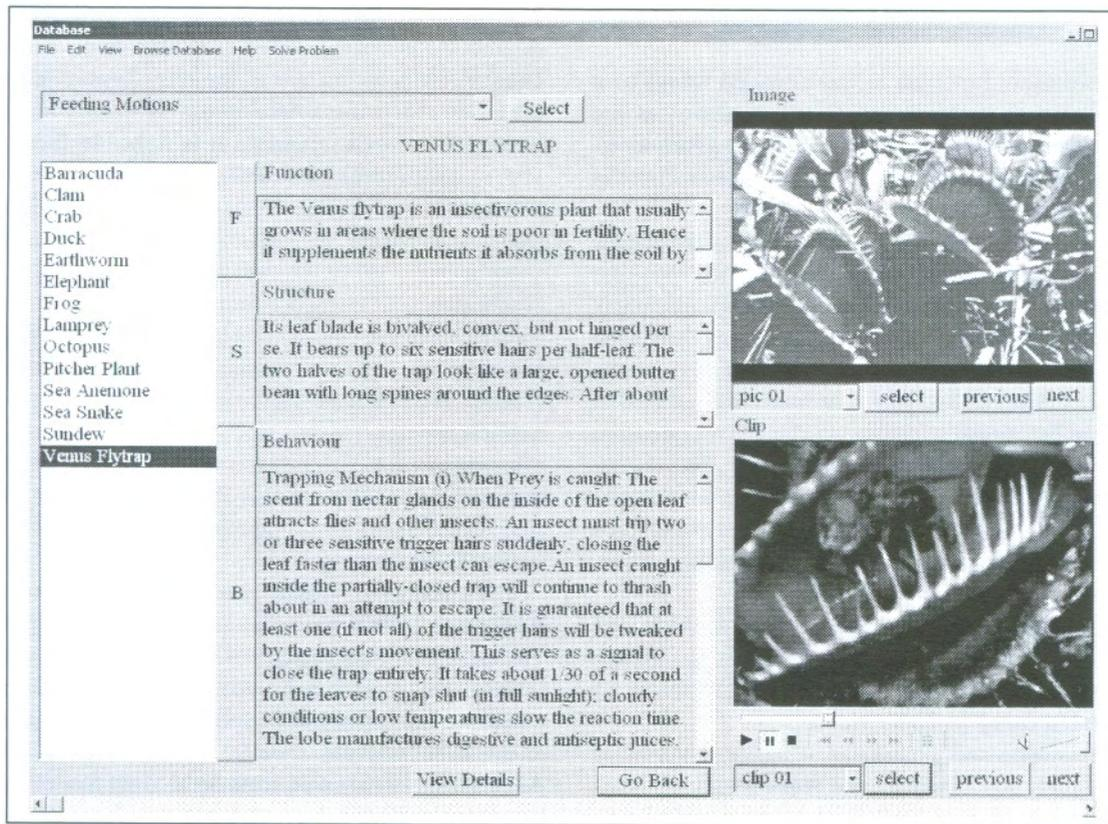 Database
File Edit View Browse Database Help Solve Problem
Feeding Motions
Select
VENUS FLYTRAP
Barracuda
Clam
Crab
Duck
Earthworm
Elephant
Frog
Lamprey
Octopus
Pitcher Plant
Sea Anemone
Sea Snake
Sundew
Venus Flytrap
F
Function
The Venus flytrap is an insectivorous plant that usually
grows in areas where the soil is poor in fertility. Hence
it supplements the nutrients it absorbs from the soil by
S
Structure
Its leaf blade is bivalved, convex, but not hinged per
se. It bears up to six sensitive hairs per half-leaf. The
two halves of the trap look like a large, opened butter
bean with long spines around the edges. After about
B
Behaviour
Trapping Mechanism (i) When Prey is caught: The
scent from nectar glands on the inside of the open leaf
attracts flies and other insects. An insect must trip two
or three sensitive trigger hairs suddenly, closing the
leaf faster than the insect can escape.An insect caught
inside the partially-closed trap will continue to thrash
about in an attempt to escape. It is guaranteed that at
least one (if not all) of the trigger hairs will be tweaked
by the insect's movement. This serves as a signal to
close the trap entirely. It takes about 1/30 of a second
for the leaves to snap shut (in full sunlight); cloudy
conditions or low temperatures slow the reaction time.
The lobe manufactures digestive and antiseptic juices.
View Details
Go Back
Image
pic 01
select
previous
next
Clip
clip 01
select
previous
next